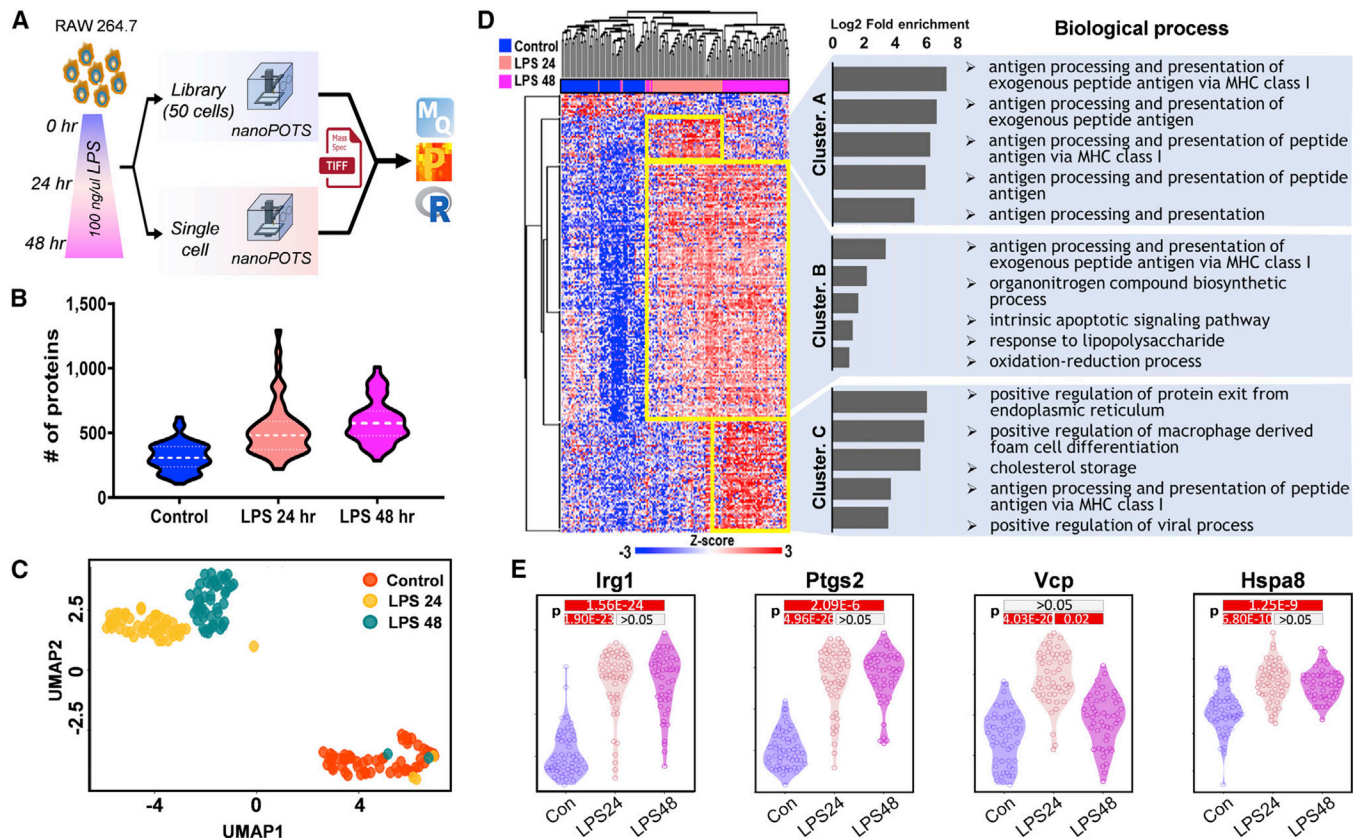 A
RAW 264.7
0 hr
24 hr
48 hr
100 ng/ul LPS
Library
(50 cells)
nanoPOTS
Single
cell
nanoPOTS
Mass
Spec
TIFF
MQ
P
R
B
# of proteins
1,500
1,000
500
0
Control
LPS 24 hr
LPS 48 hr
C
UMAP2
2.5
0
-2.5
-4
0
4
UMAP1
Control
LPS 24
LPS 48
D
Control
LPS 24
LPS 48
Z-score
-3
3
Log2 Fold enrichment
0 2 4 6 8
Biological process
Cluster. A
➢ antigen processing and presentation of
exogenous peptide antigen via MHC class I
➢ antigen processing and presentation of
exogenous peptide antigen
➢ antigen processing and presentation of peptide
antigen via MHC class I
➢ antigen processing and presentation of peptide
antigen
➢ antigen processing and presentation
Cluster. B
➢ antigen processing and presentation of
exogenous peptide antigen via MHC class I
➢ organonitrogen compound biosynthetic
process
➢ intrinsic apoptotic signaling pathway
➢ response to lipopolysaccharide
➢ oxidation-reduction process
Cluster. C
➢ positive regulation of protein exit from
endoplasmic reticulum
➢ positive regulation of macrophage derived
foam cell differentiation
➢ cholesterol storage
➢ antigen processing and presentation of peptide
antigen via MHC class I
➢ positive regulation of viral process
E
Irg1
p
1.56E-24
1.90E-23 >0.05
Con
LPS24
LPS48
Ptgs2
p
2.09E-6
4.96E-26 >0.05
Con
LPS24
LPS48
Vcp
p
>0.05
4.03E-20 0.02
Con
LPS24
LPS48
Hspa8
p
1.25E-9
6.80E-10 >0.05
Con
LPS24
LPS48